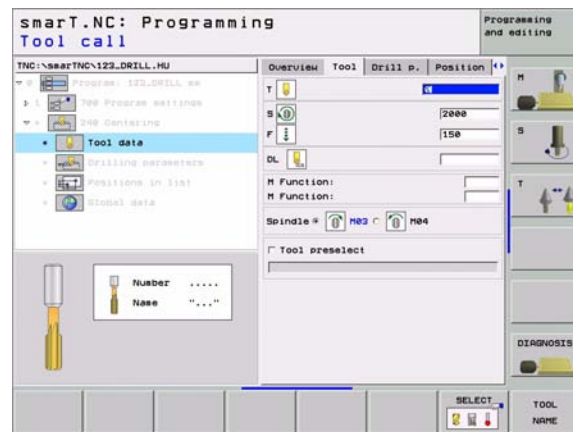 smarT.NC: Programming
Tool call
Programming and editing
TNC:\smarTNC\123_DRILL.HU
0 Program: 123_DRILL mm
1 700 Program settings
240 Centering
Tool data
Drilling parameters
Positions in list
Global data
Number .....
Name "..."
Overview Tool Drill p. Position
T
S 2000
F 150
DL
M Function:
M Function:
Spindle M03 M04
Tool preselect
M
S
T
DIAGNOSIS
SELECT
TOOL NAME